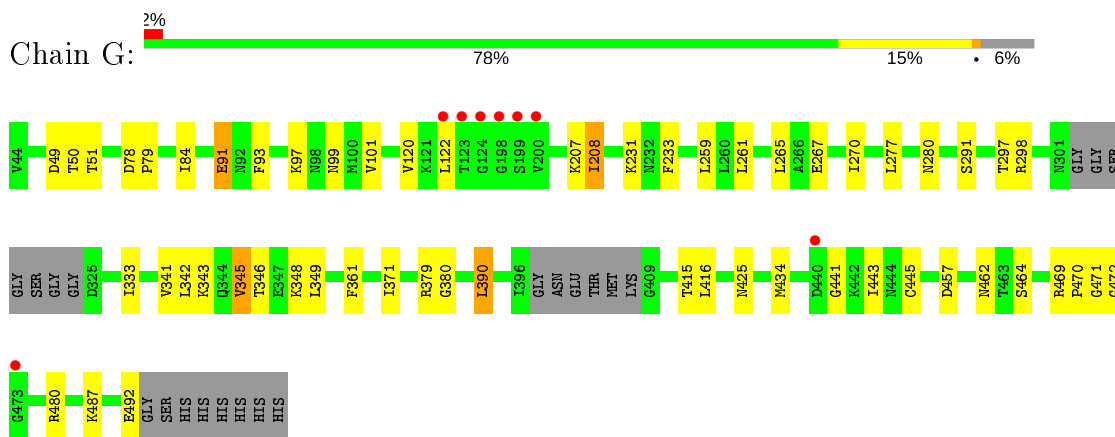 2%
Chain G:
78% 15% • 6%
V44 D49 T50 T51 D78 P79 I84 E91 N92 F93 K97 N98 N99 M100 V101 V120 K121 L122 T123 G124 G198 S199 V200 K207 I208 K231 N232 F233 L259 L260 L261 L265 A266 E267 I270 L277 N280 S291 T297 R298 N301 GLY GLY SER
GLY SER GLY GLY D325 I333 V341 L342 K343 Q344 V345 T346 E347 K348 L349 F361 I371 R379 G380 L390 I396 GLY ASN GLU THR MET LYS G409 T415 L416 N425 M434 D440 G441 K442 I443 N444 C445 D457 N462 T463 S464 R469 P470 G471
G473 R480 K487 E492 GLY SER HIS HIS HIS HIS HIS HIS